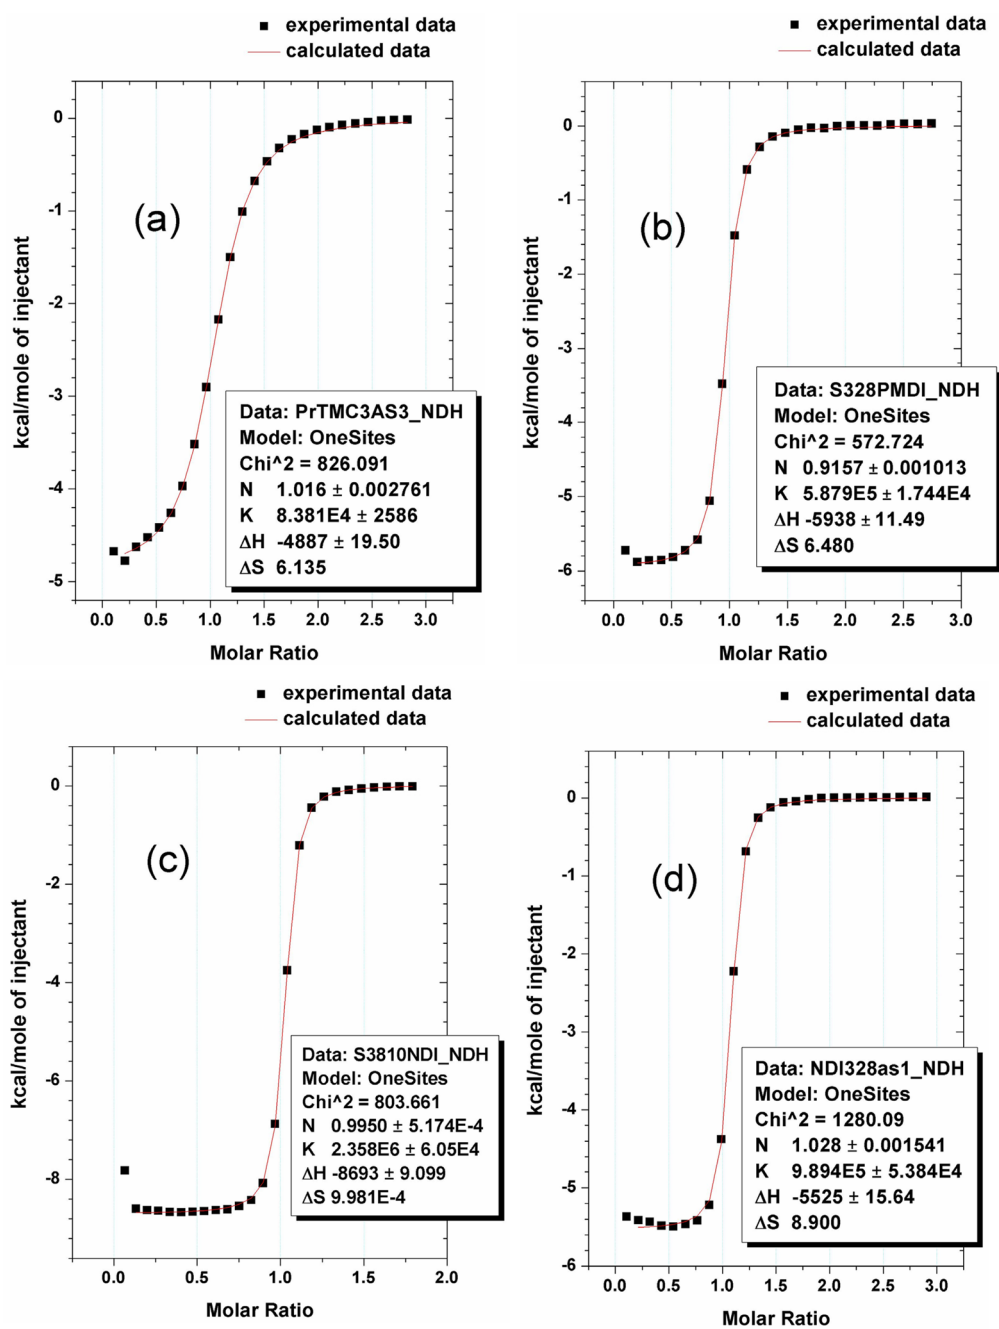 experimental data
calculated data
0
-1
-2
-3
-4
-5
kcal/mole of injectant
(a)
Data: PrTMC3AS3_NDH
Model: OneSites
Chi^2 = 826.091
N 1.016 ± 0.002761
K 8.381E4 ± 2586
ΔH -4887 ± 19.50
ΔS 6.135
0.0 0.5 1.0 1.5 2.0 2.5 3.0
Molar Ratio
experimental data
calculated data
0
-1
-2
-3
-4
-5
-6
kcal/mole of injectant
(b)
Data: S328PMDI_NDH
Model: OneSites
Chi^2 = 572.724
N 0.9157 ± 0.001013
K 5.879E5 ± 1.744E4
ΔH -5938 ± 11.49
ΔS 6.480
0.0 0.5 1.0 1.5 2.0 2.5 3.0
Molar Ratio
experimental data
calculated data
0
-2
-4
-6
-8
kcal/mole of injectant
(c)
Data: S3810NDI_NDH
Model: OneSites
Chi^2 = 803.661
N 0.9950 ± 5.174E-4
K 2.358E6 ± 6.05E4
ΔH -8693 ± 9.099
ΔS 9.981E-4
0.0 0.5 1.0 1.5 2.0
Molar Ratio
experimental data
calculated data
0
-1
-2
-3
-4
-5
-6
kcal/mole of injectant
(d)
Data: NDI328as1_NDH
Model: OneSites
Chi^2 = 1280.09
N 1.028 ± 0.001541
K 9.894E5 ± 5.384E4
ΔH -5525 ± 15.64
ΔS 8.900
0.0 0.5 1.0 1.5 2.0 2.5 3.0
Molar Ratio